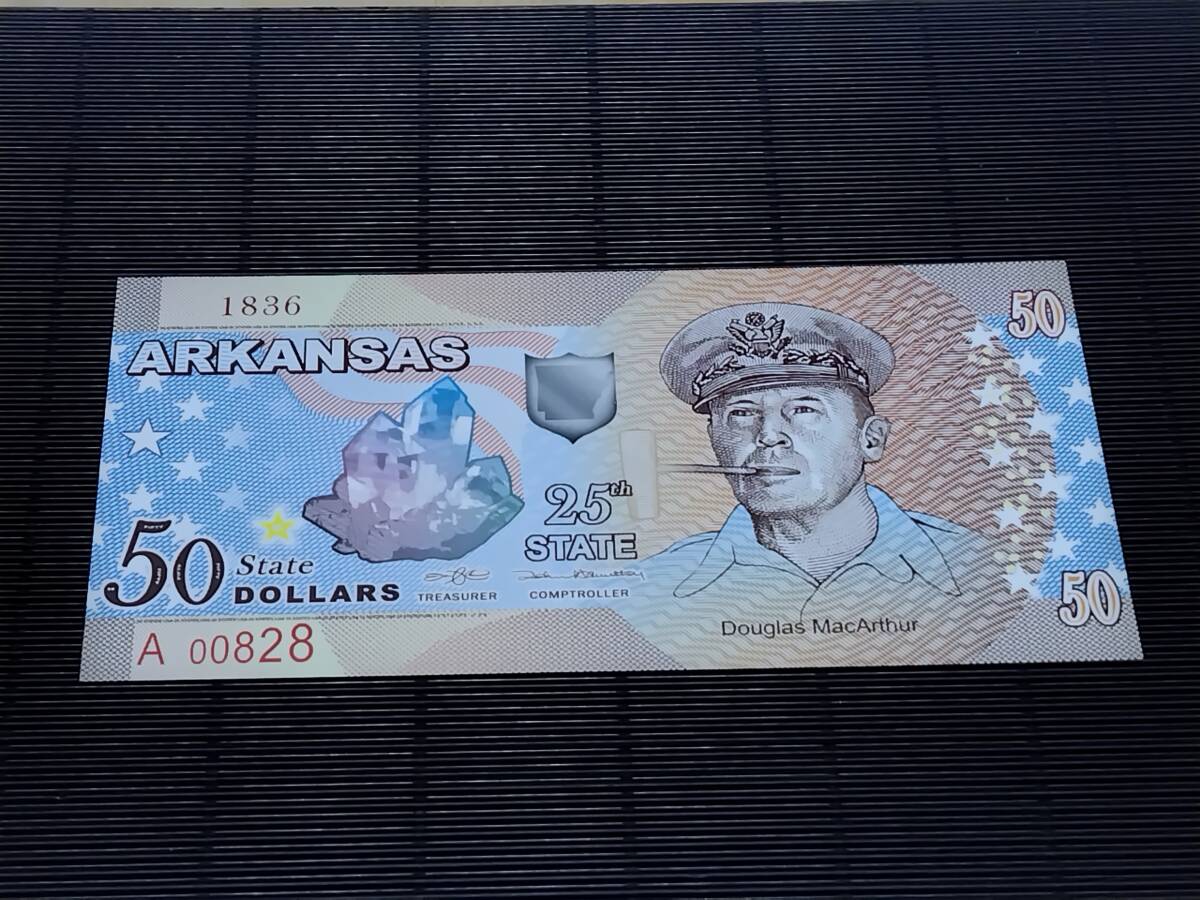 1836
50
ARKANSAS
25th
STATE
50 State
DOLLARS
TREASURER
COMPTROLLER
50
A 00828
Douglas MacArthur